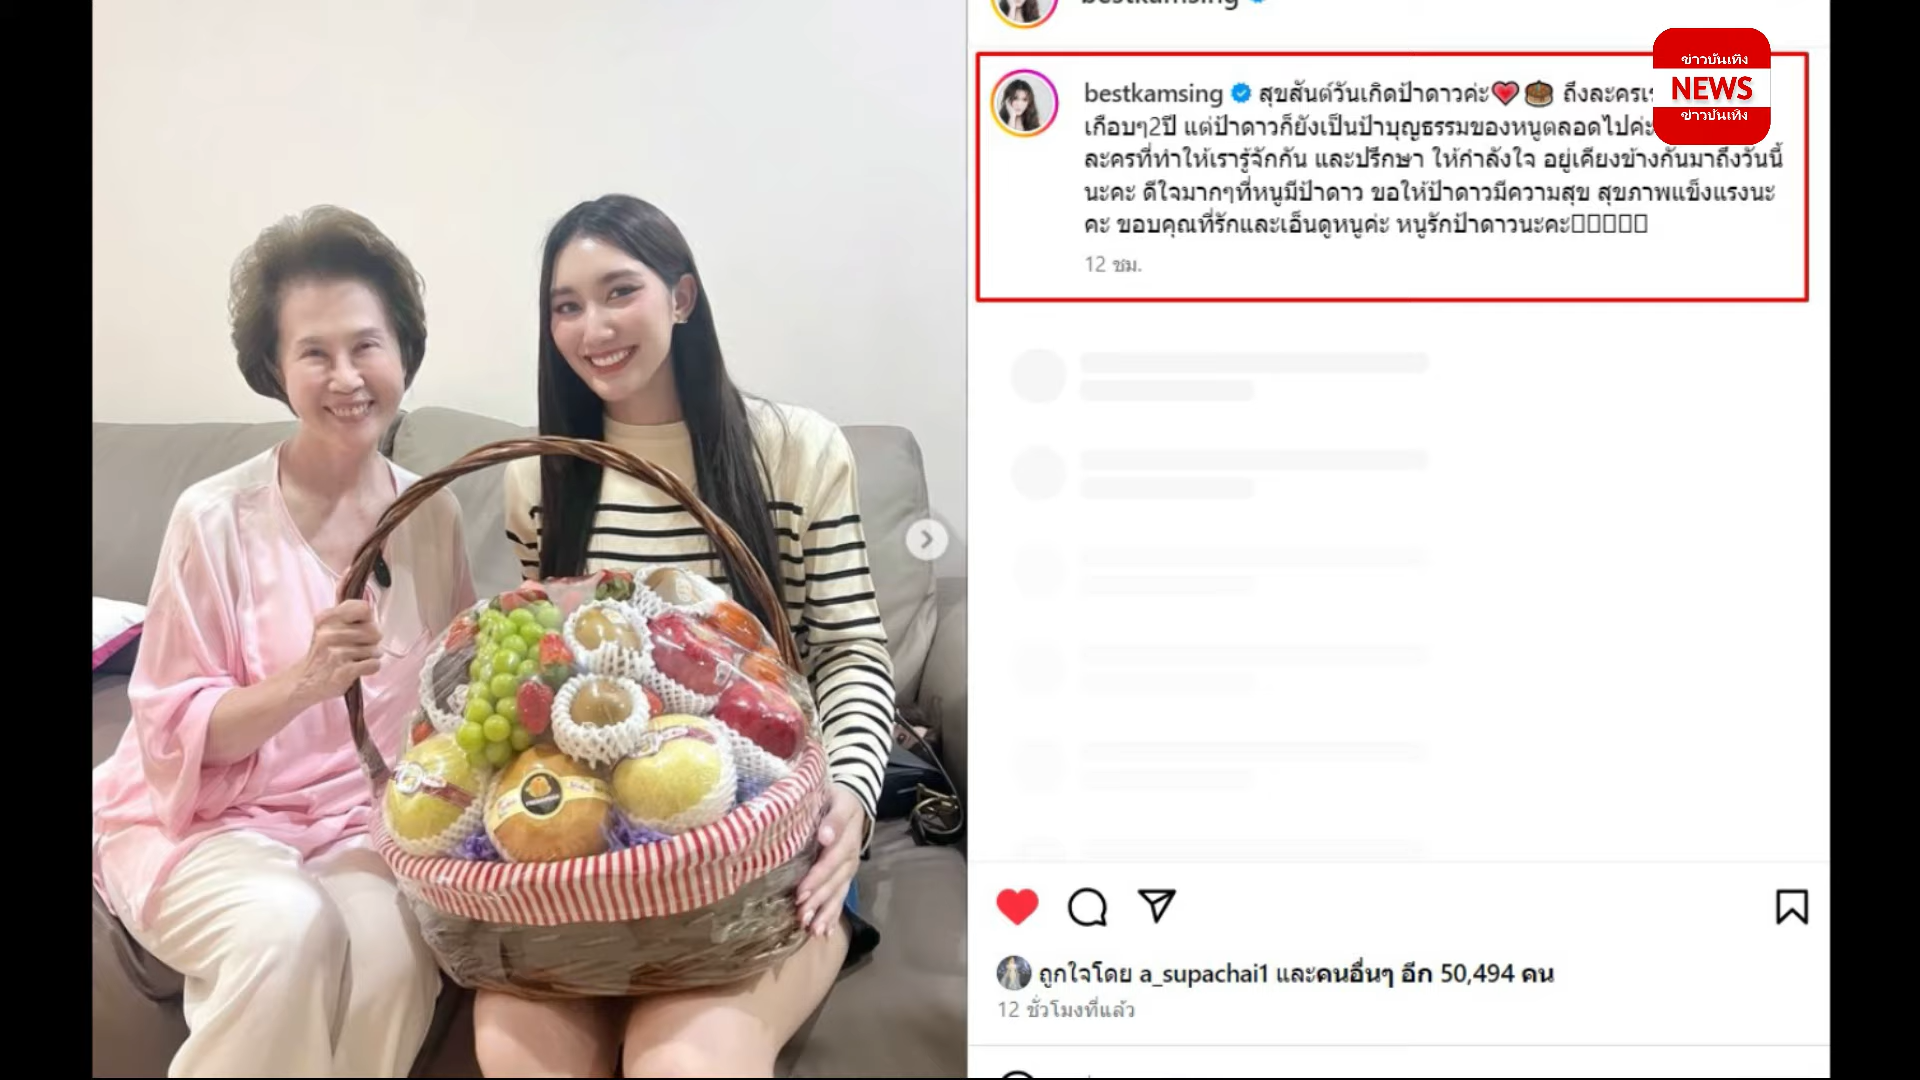 bestkamsing
ข่าวบันเทิง
NEWS
ข่าวบันเทิง
bestkamsing สุขสันต์วันเกิดป้าดาวค่ะ❤️🎂 ถึงละคร
เกือบๆ2ปี แต่ป้าดาวก็ยังเป็นป้าบุญธรรมของหนูตลอดไปค่ะ
ละครที่ทำให้เรารู้จักกัน และปรึกษา ให้กำลังใจ อยู่เคียงข้างกันมาถึงวันนี้
นะคะ ดีใจมากๆที่หนูมีป้าดาว ขอให้ป้าดาวมีความสุข สุขภาพแข็งแรงนะ
คะ ขอบคุณที่รักและเอ็นดูหนูค่ะ หนูรักป้าดาวนะคะ▯▯▯▯▯
12 ชม.
ถูกใจโดย a_supachai1 และคนอื่นๆ อีก 50,494 คน
12 ชั่วโมงที่แล้ว